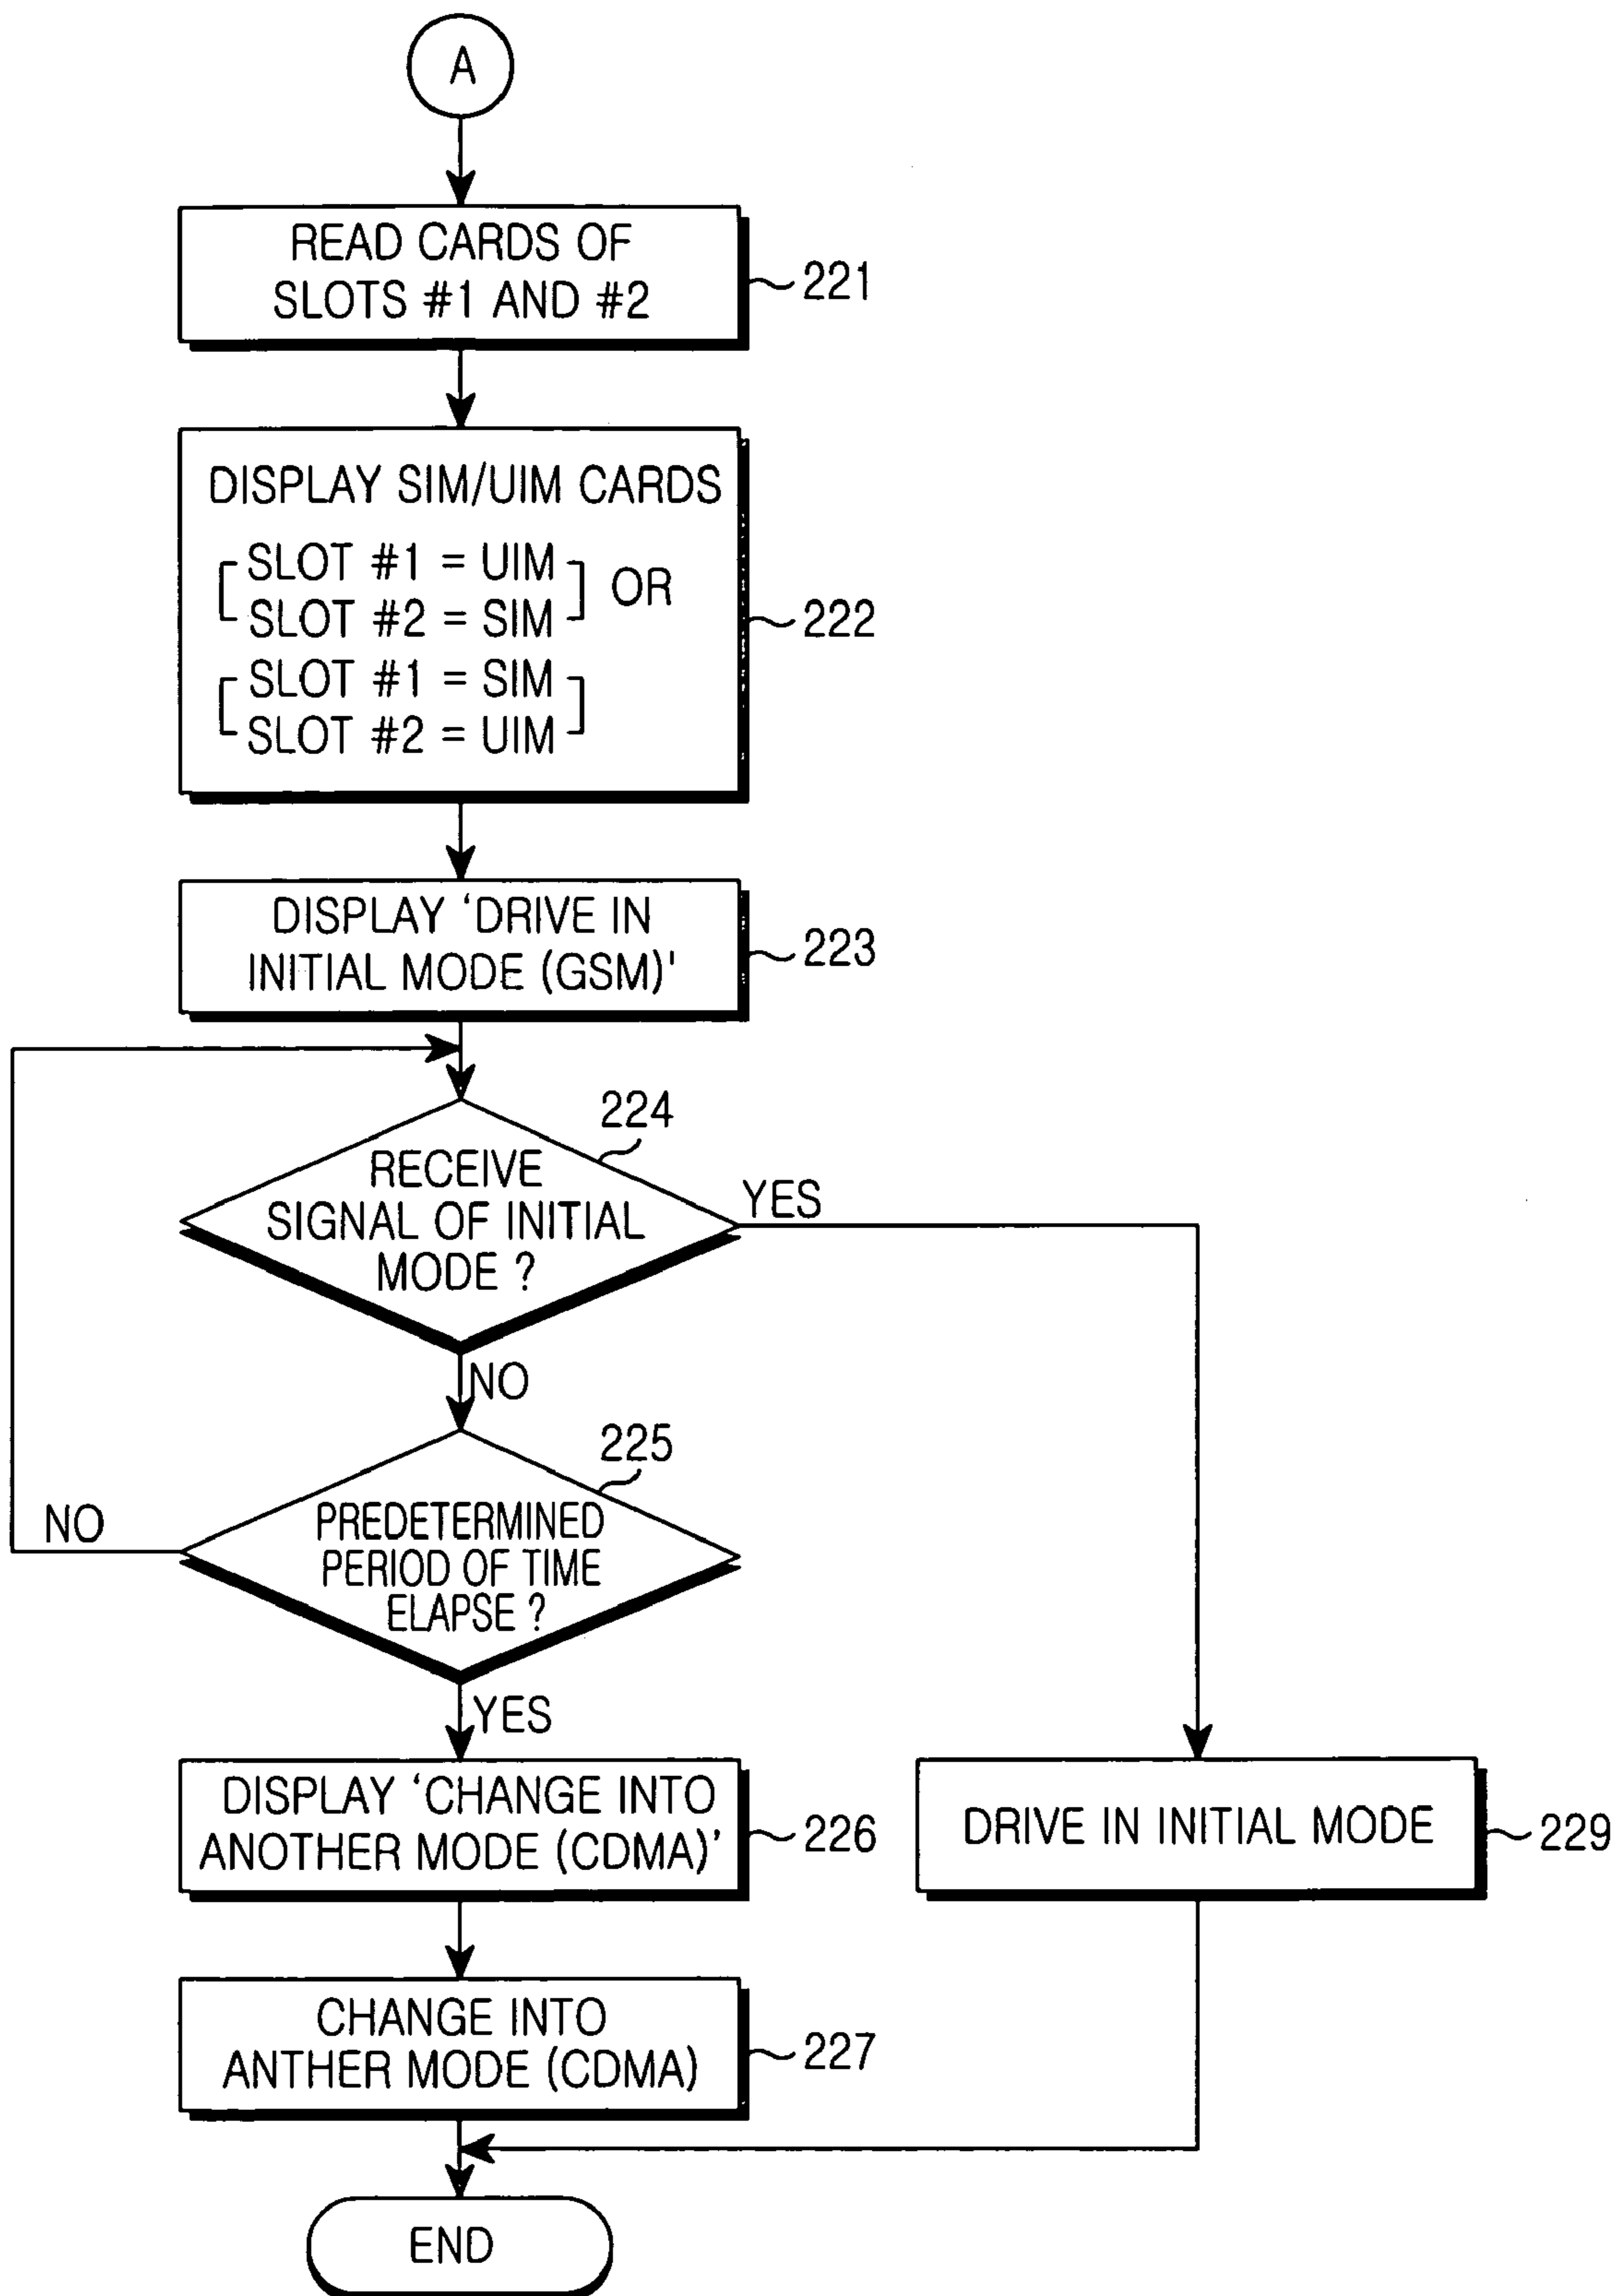 A
READ CARDS OF
SLOTS #1 AND #2
221
DISPLAY SIM/UIM CARDS
SLOT #1 = UIM
SLOT #2 = SIM
OR
SLOT #1 = SIM
SLOT #2 = UIM
222
DISPLAY ‘DRIVE IN
INITIAL MODE (GSM)'
223
224
RECEIVE
SIGNAL OF INITIAL
MODE ?
YES
NO
225
PREDETERMINED
PERIOD OF TIME
ELAPSE ?
NO
YES
DISPLAY ‘CHANGE INTO
ANOTHER MODE (CDMA)’
226
DRIVE IN INITIAL MODE
229
CHANGE INTO
ANTHER MODE (CDMA)
227
END